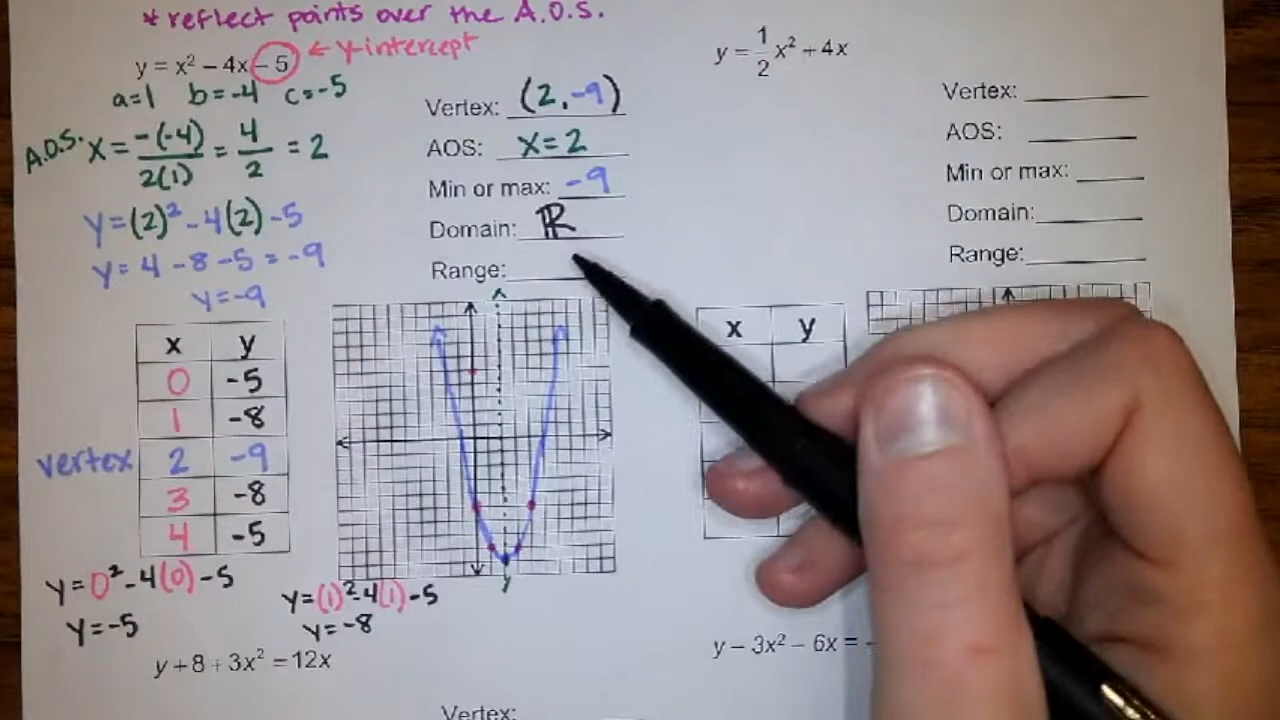 * reflect points over the A.O.S.
y = x² – 4x – 5 ← y-intercept
a=1 b=-4 c=-5
A.O.S. x = -(-4)/2(1) = 4/2 = 2
y=(2)² - 4(2) - 5
y= 4 - 8 - 5 = -9
y=-9
Vertex: (2,-9)
AOS: x=2
Min or max: -9
Domain: ℝ
Range:
x y
0 -5
1 -8
vertex 2 -9
3 -8
4 -5
y=0²-4(0)-5
y=-5
y=(1)²-4(1)-5
y=-8
y = 1/2 x² + 4x
Vertex:
AOS:
Min or max:
Domain:
Range:
x y
y + 8 + 3x² = 12x
Vertex:
y – 3x² – 6x =